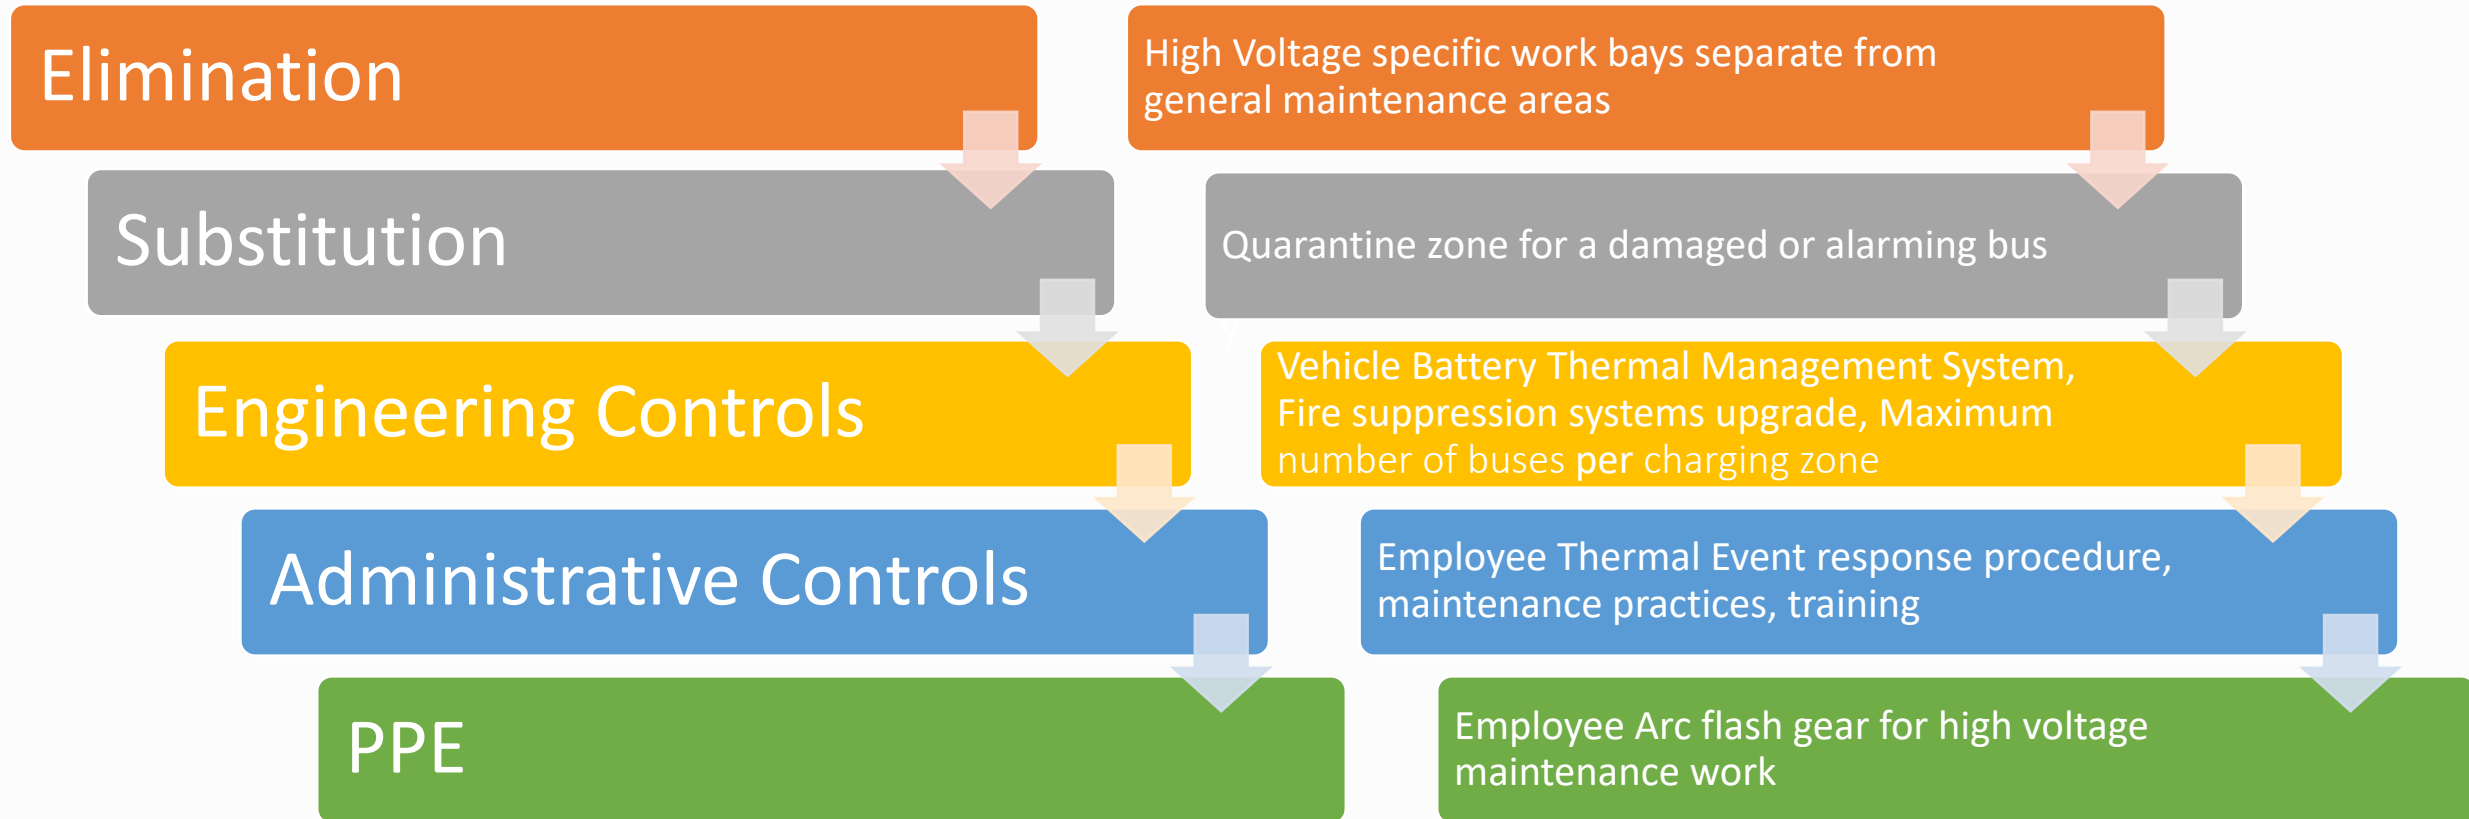 Elimination
High Voltage specific work bays separate from
general maintenance areas
Substitution
Quarantine zone for a damaged or alarming bus
Engineering Controls
Vehicle Battery Thermal Management System,
Fire suppression systems upgrade, Maximum
number of buses per charging zone
Administrative Controls
Employee Thermal Event response procedure,
maintenance practices, training
PPE
Employee Arc flash gear for high voltage
maintenance work